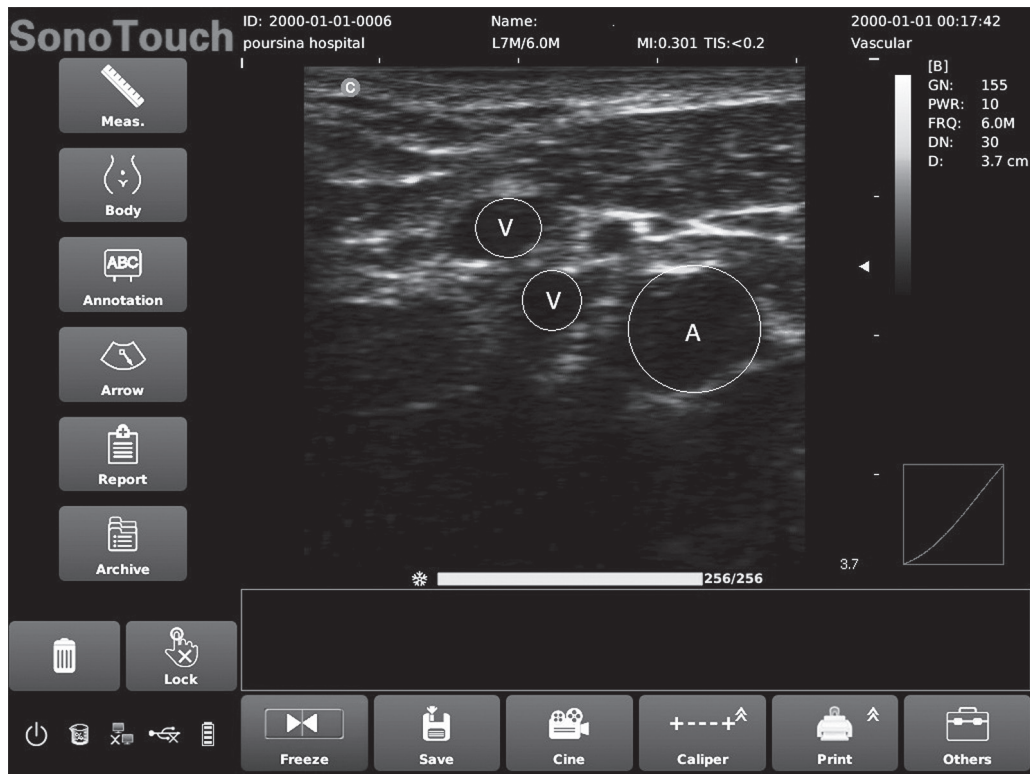 SonoTouch
ID: 2000-01-01-0006
Name:
2000-01-01 00:17:42
poursina hospital
L7M/6.0M
MI:0.301 TIS:<0.2
Vascular
Meas.
Body
ABC
Annotation
Arrow
Report
Archive
Lock
C
V
V
A
[B]
GN: 155
PWR: 10
FRQ: 6.0M
DN: 30
D: 3.7 cm
3.7
256/256
Freeze
Save
Cine
Caliper
Print
Others